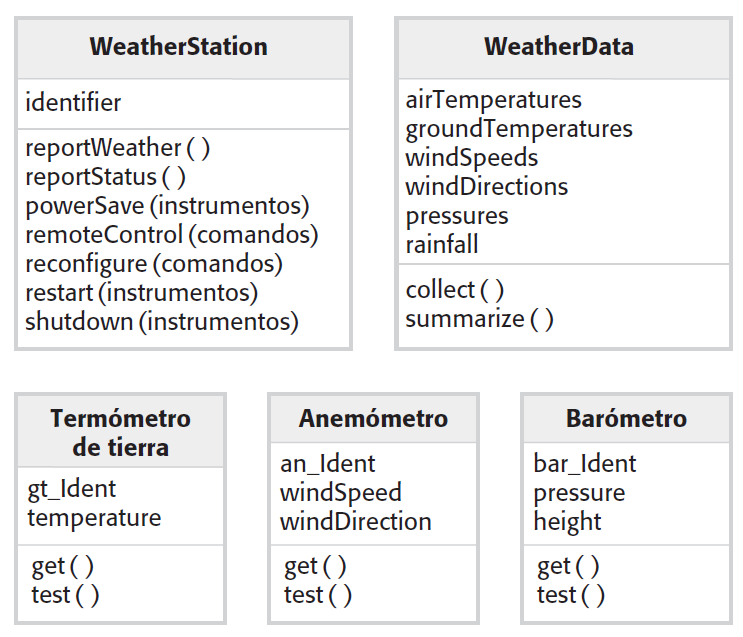 WeatherStation
identifier
reportWeather ( )
reportStatus ( )
powerSave (instrumentos)
remoteControl (comandos)
reconfigure (comandos)
restart (instrumentos)
shutdown (instrumentos)
WeatherData
airTemperatures
groundTemperatures
windSpeeds
windDirections
pressures
rainfall
collect ( )
summarize ( )
Termómetro
de tierra
gt_Ident
temperature
get ( )
test ( )
Anemómetro
an_Ident
windSpeed
windDirection
get ( )
test ( )
Barómetro
bar_Ident
pressure
height
get ( )
test ( )